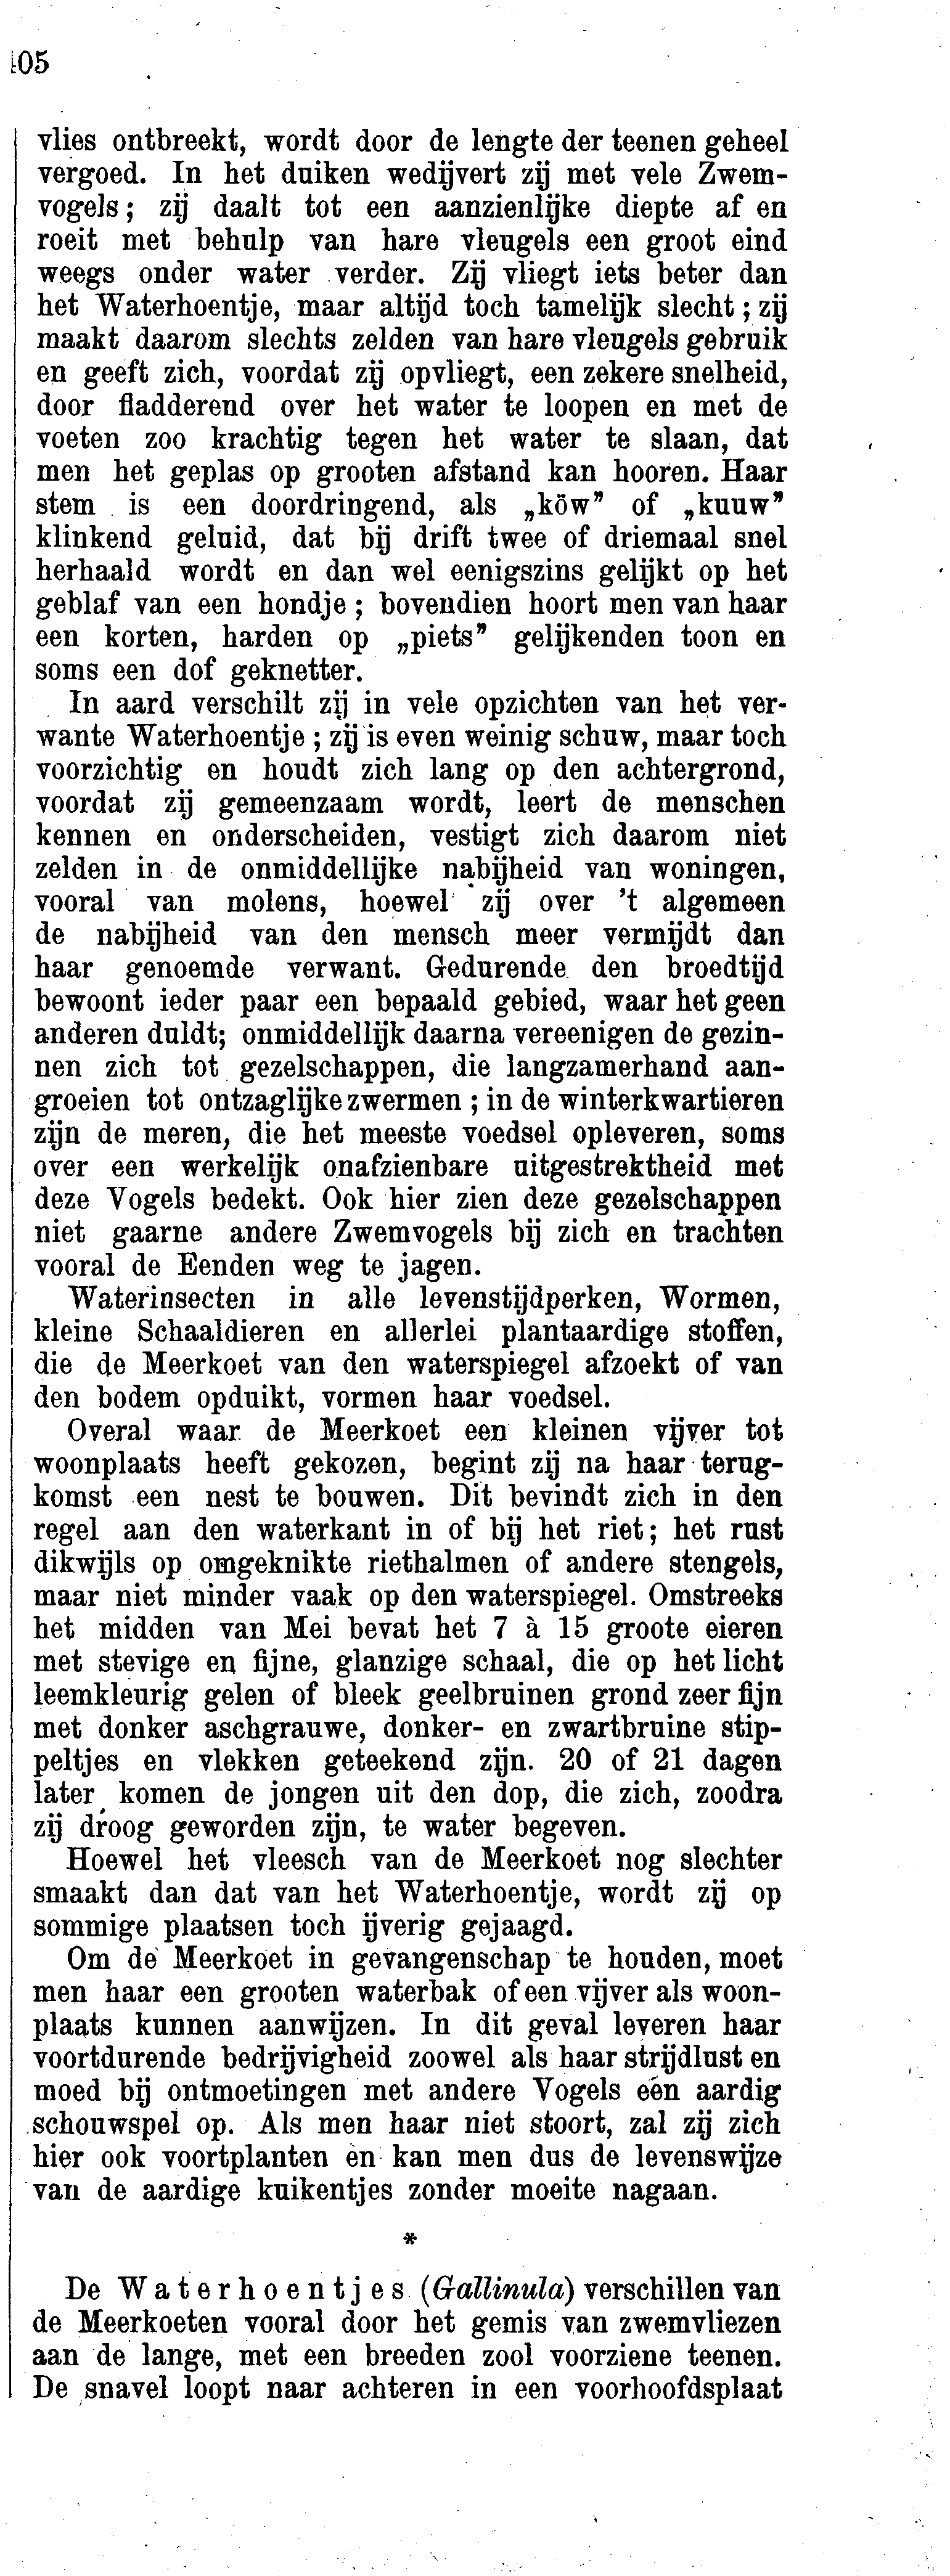 05
vlies ontbreekt, wordt door de lengte der teenen geheel
vergoed. In het duiken wedijvert zij met vele Zwem-
vogels; zij daalt tot een aanzienlijke diepte af en
roeit met behulp van hare vleugels een groot eind
weegs onder water verder. Zij vliegt iets beter dan
het Waterhoentje, maar altijd toch tamelijk slecht; zij
maakt daarom slechts zelden van hare vleugels gebruik
en geeft zich, voordat zij opvliegt, een zekere snelheid,
door fladderend over het water te loopen en met de
voeten zoo krachtig tegen het water te slaan, dat
men het geplas op grooten afstand kan hooren. Haar
stem is een doordringend, als „köw” of „kuuw”
klinkend geluid, dat bij drift twee of driemaal snel
herhaald wordt en dan wel eenigszins gelijkt op het
geblaf van een hondje; bovendien hoort men van haar
een korten, harden op „piets” gelijkenden toon en
soms een dof geknetter.
In aard verschilt zij in vele opzichten van het ver-
wante Waterhoentje; zij is even weinig schuw, maar toch
voorzichtig en houdt zich lang op den achtergrond,
voordat zij gemeenzaam wordt, leert de menschen
kennen en onderscheiden, vestigt zich daarom niet
zelden in de onmiddellijke nabijheid van woningen,
vooral van molens, hoewel zij over 't algemeen
de nabijheid van den mensch meer vermijdt dan
haar genoemde verwant. Gedurende den broedtijd
bewoont ieder paar een bepaald gebied, waar het geen
anderen duldt; onmiddellijk daarna vereenigen de gezin-
nen zich tot gezelschappen, die langzamerhand aan-
groeien tot ontzaglijke zwermen; in de winterkwartieren
zijn de meren, die het meeste voedsel opleveren, soms
over een werkelijk onafzienbare uitgestrektheid met
deze Vogels bedekt. Ook hier zien deze gezelschappen
niet gaarne andere Zwemvogels bij zich en trachten
vooral de Eenden weg te jagen.
Waterinsecten in alle levenstijdperken, Wormen,
kleine Schaaldieren en allerlei plantaardige stoffen,
die de Meerkoet van den waterspiegel afzoekt of van
den bodem opduikt, vormen haar voedsel.
Overal waar de Meerkoet een kleinen vijver tot
woonplaats heeft gekozen, begint zij na haar terug-
komst een nest te bouwen. Dit bevindt zich in den
regel aan den waterkant in of bij het riet; het rust
dikwijls op omgeknikte riethalmen of andere stengels,
maar niet minder vaak op den waterspiegel. Omstreeks
het midden van Mei bevat het 7 à 15 groote eieren
met stevige en fijne, glanzige schaal, die op het licht
leemkleurig gelen of bleek geelbruinen grond zeer fijn
met donker aschgrauwe, donker- en zwartbruine stip-
peltjes en vlekken geteekend zijn. 20 of 21 dagen
later komen de jongen uit den dop, die zich, zoodra
zij droog geworden zijn, te water begeven.
Hoewel het vleesch van de Meerkoet nog slechter
smaakt dan dat van het Waterhoentje, wordt zij op
sommige plaatsen toch ijverig gejaagd.
Om de Meerkoet in gevangenschap te houden, moet
men haar een grooten waterbak of een vijver als woon-
plaats kunnen aanwijzen. In dit geval leveren haar
voortdurende bedrijvigheid zoowel als haar strijdlust en
moed bij ontmoetingen met andere Vogels een aardig
schouwspel op. Als men haar niet stoort, zal zij zich
hier ook voortplanten en kan men dus de levenswijze
van de aardige kuikentjes zonder moeite nagaan.
*
De Waterhoentjes (Gallinula) verschillen van
de Meerkoeten vooral door het gemis van zwemvliezen
aan de lange, met een breeden zool voorziene teenen.
De snavel loopt naar achteren in een voorhoofdsplaat